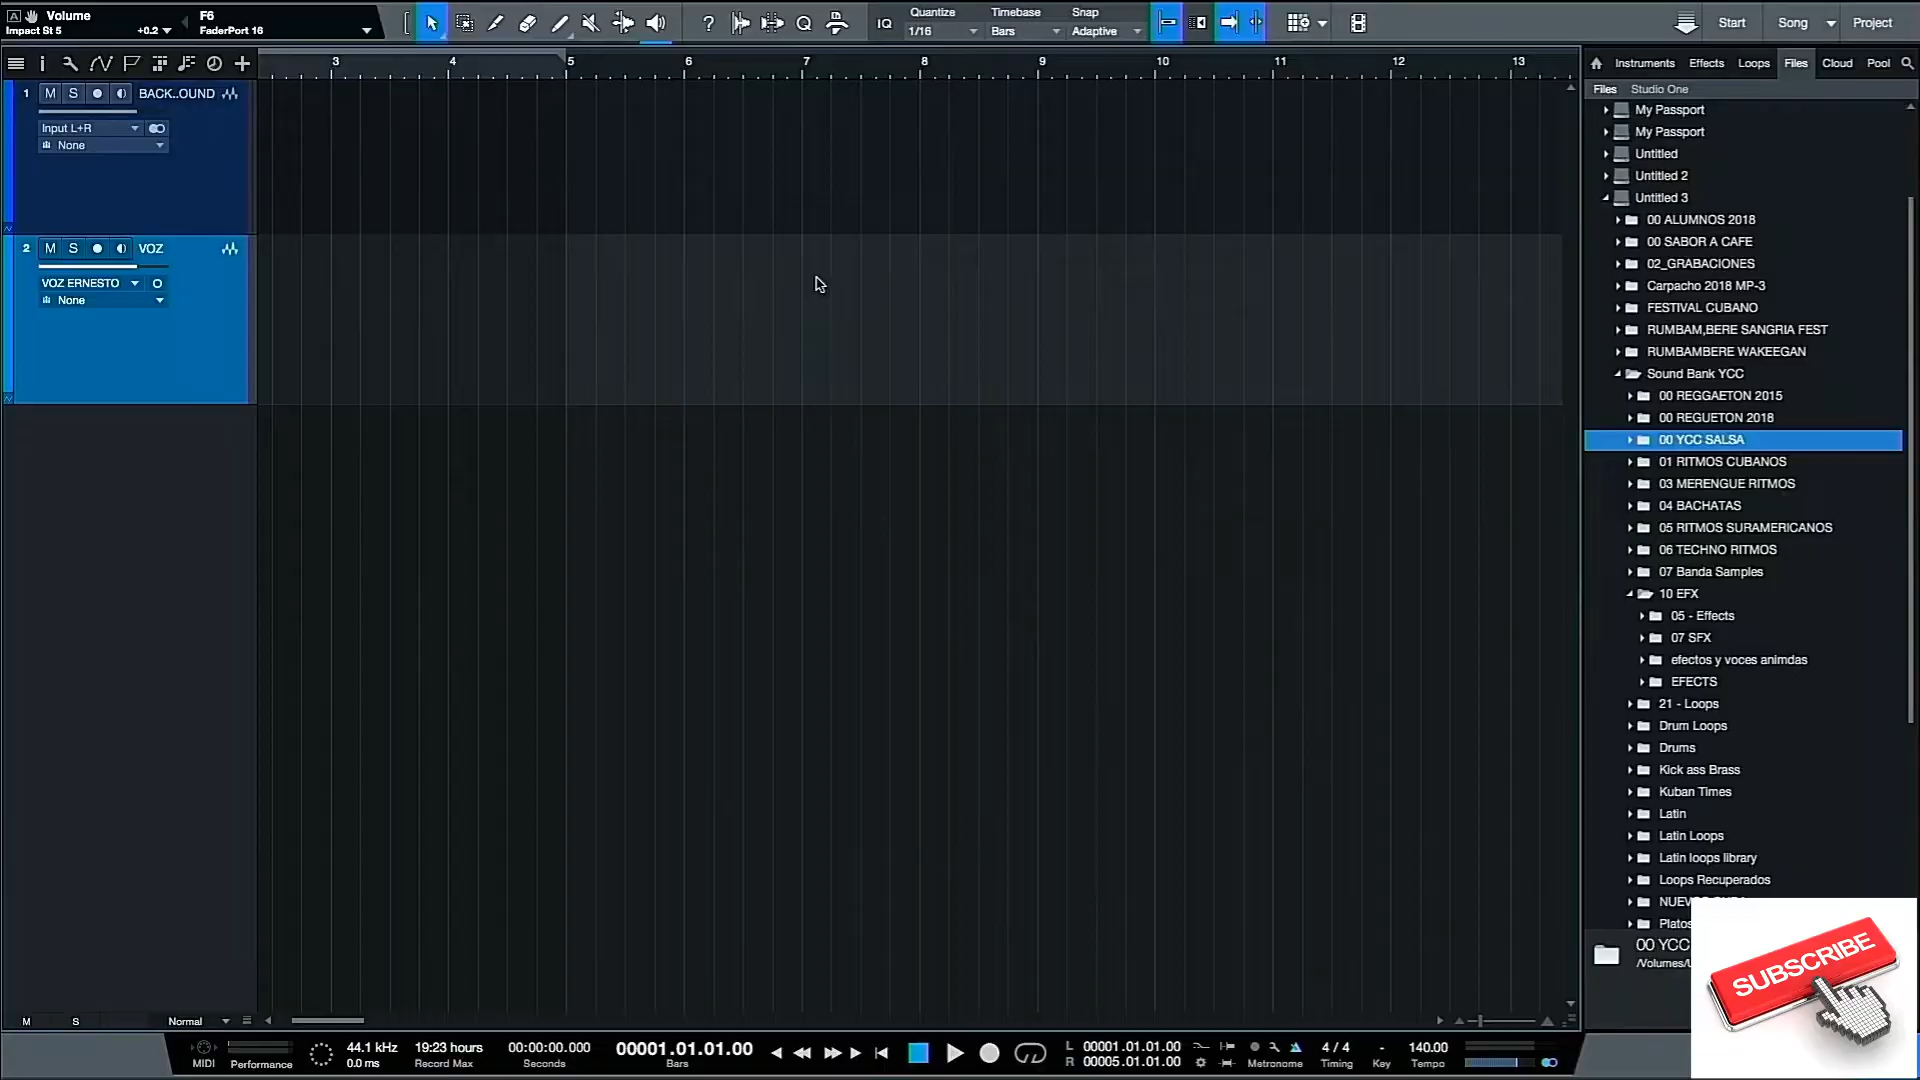 Volume
Impact St 5
+0.2
F6
FaderPort 16
IQ
Quantize
1/16
Timebase
Bars
Snap
Adaptive
Start
Song
Project
3 4 5 6 7 8 9 10 11 12 13
Instruments Effects Loops Files Cloud Pool
Files Studio One
1 M S BACK..OUND
Input L+R
None
2 M S VOZ
VOZ ERNESTO
None
My Passport
My Passport
Untitled
Untitled 2
Untitled 3
00 ALUMNOS 2018
00 SABOR A CAFE
02_GRABACIONES
Carpacho 2018 MP-3
FESTIVAL CUBANO
RUMBAM,BERE SANGRIA FEST
RUMBAMBERE WAKEEGAN
Sound Bank YCC
00 REGGAETON 2015
00 REGUETON 2018
00 YCC SALSA
01 RITMOS CUBANOS
03 MERENGUE RITMOS
04 BACHATAS
05 RITMOS SURAMERICANOS
06 TECHNO RITMOS
07 Banda Samples
10 EFX
05 - Effects
07 SFX
efectos y voces animdas
EFECTS
21 - Loops
Drum Loops
Drums
Kick ass Brass
Kuban Times
Latin
Latin Loops
Latin loops library
Loops Recuperados
Platos
00 YCC
/Volumes/
SUBSCRIBE
M S Normal
MIDI
Performance
44.1 kHz
0.0 ms
19:23 hours
Record Max
00:00:00.000
Seconds
00001.01.01.00
Bars
L 00001.01.01.00
R 00005.01.01.00
Metronome
4 / 4
Timing
-
Key
140.00
Tempo